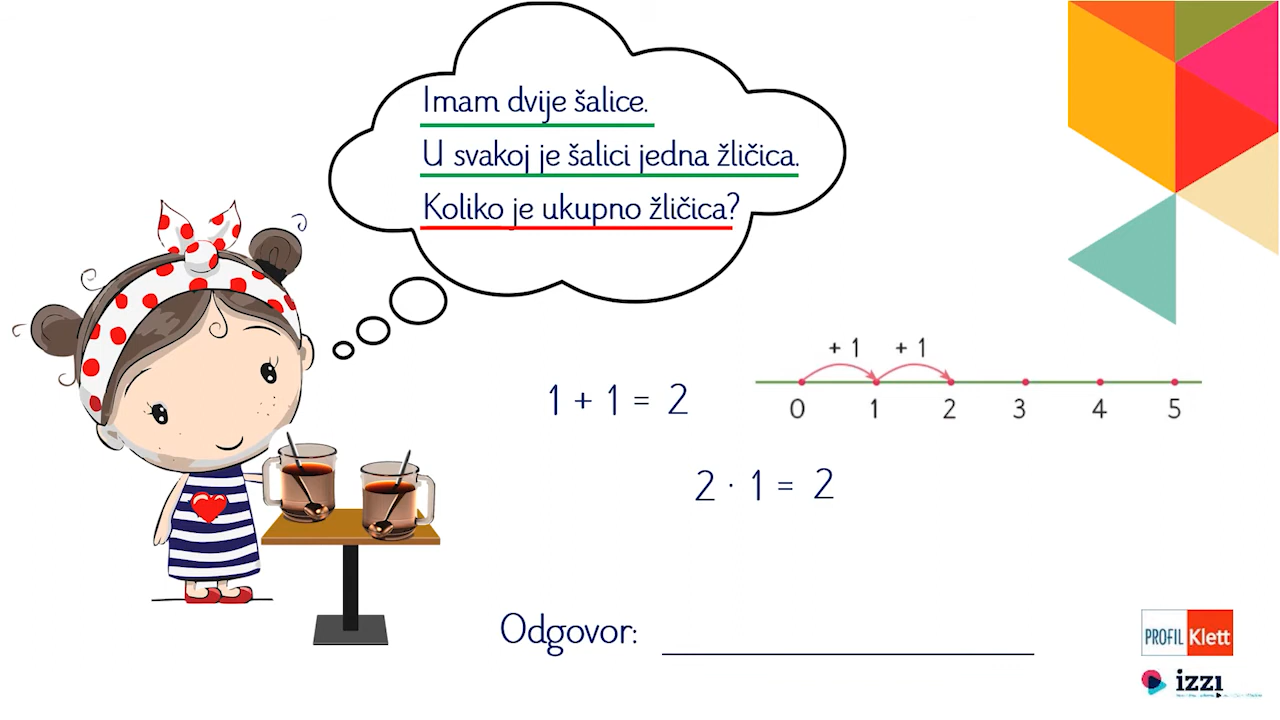 Imam dvije šalice.
U svakoj je šalici jedna žličica.
Koliko je ukupno žličica?
+ 1 + 1
1 + 1 = 2
0 1 2 3 4 5
2 · 1 = 2
Odgovor:
PROFIL Klett
izzi